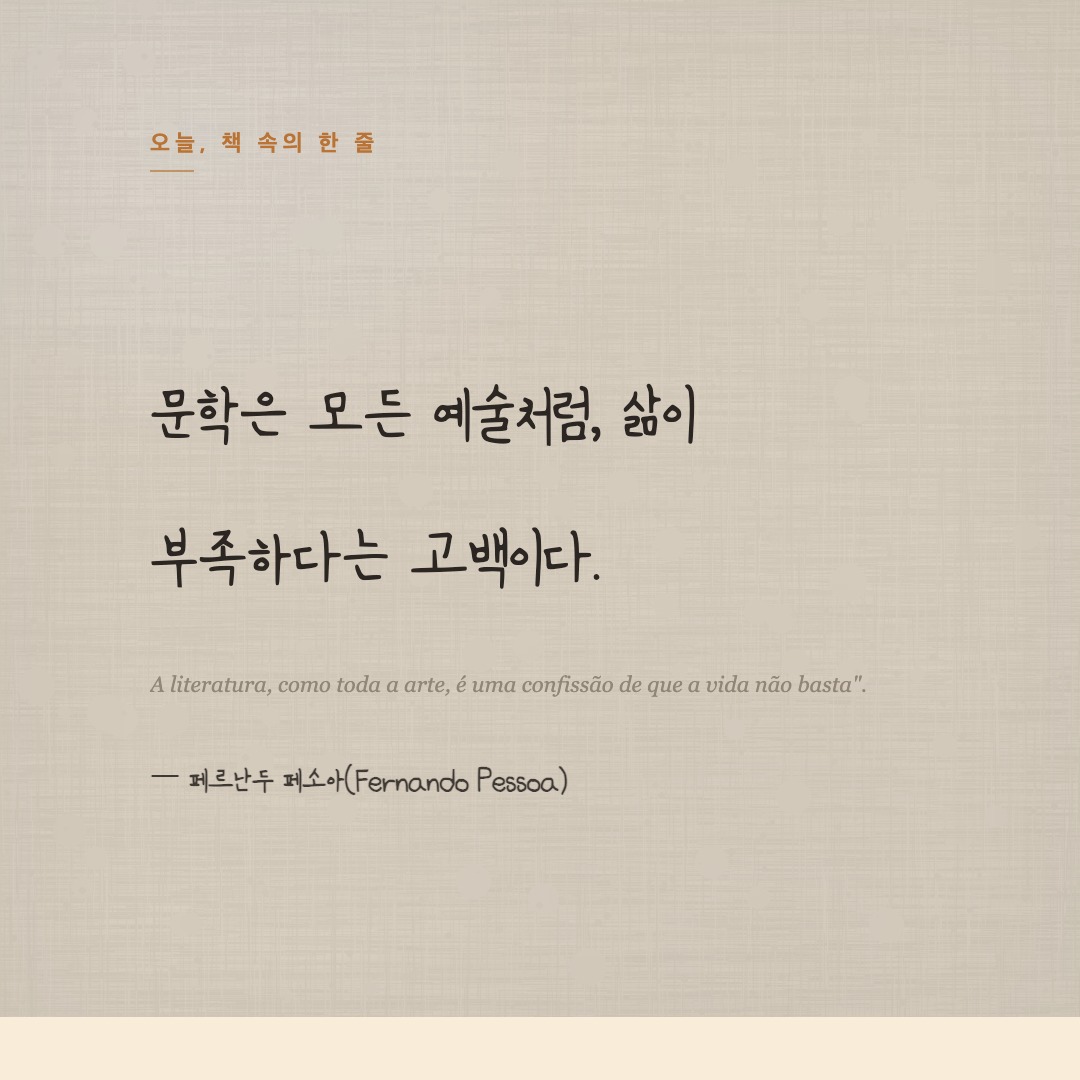 오늘, 책 속의 한 줄
문학은 모든 예술처럼, 삶이
부족하다는 고백이다.
A literatura, como toda a arte, é uma confissão de que a vida não basta".
— 페르난두 페소아(Fernando Pessoa)